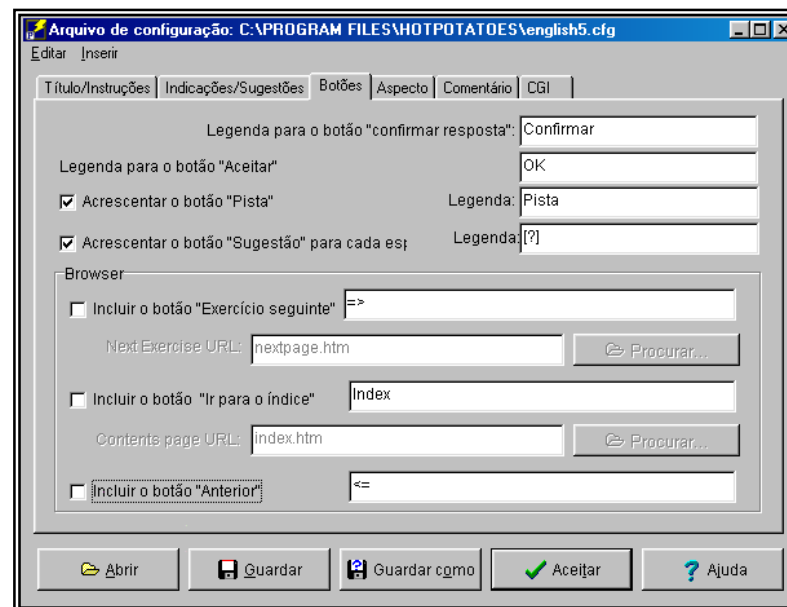 Arquivo de configuração: C:\PROGRAM FILES\HOTPOTATOES\english5.cfg
Editar Inserir
Título/Instruções Indicações/Sugestões Botões Aspecto Comentário CGI
Legenda para o botão "confirmar resposta": Confirmar
Legenda para o botão "Aceitar" OK
Acrescentar o botão "Pista" Legenda: Pista
Acrescentar o botão "Sugestão" para cada esp Legenda: [?]
Browser
Incluir o botão "Exercício seguinte" =>
Next Exercise URL: nextpage.htm Procurar...
Incluir o botão "Ir para o índice" Index
Contents page URL: index.htm Procurar...
Incluir o botão "Anterior" <=
Abrir Guardar Guardar como Aceitar Ajuda